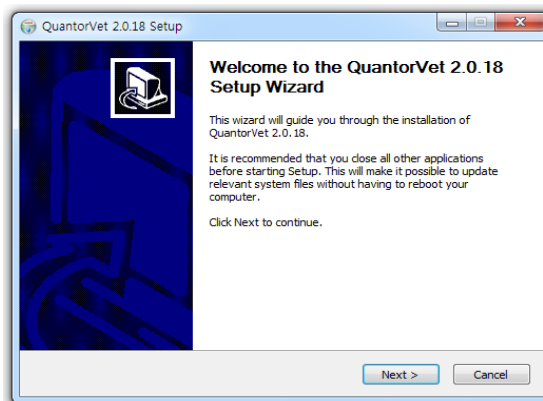 QuantorVet 2.0.18 Setup
Welcome to the QuantorVet 2.0.18
Setup Wizard
This wizard will guide you through the installation of
QuantorVet 2.0.18.
It is recommended that you close all other applications
before starting Setup. This will make it possible to update
relevant system files without having to reboot your
computer.
Click Next to continue.
Next >
Cancel